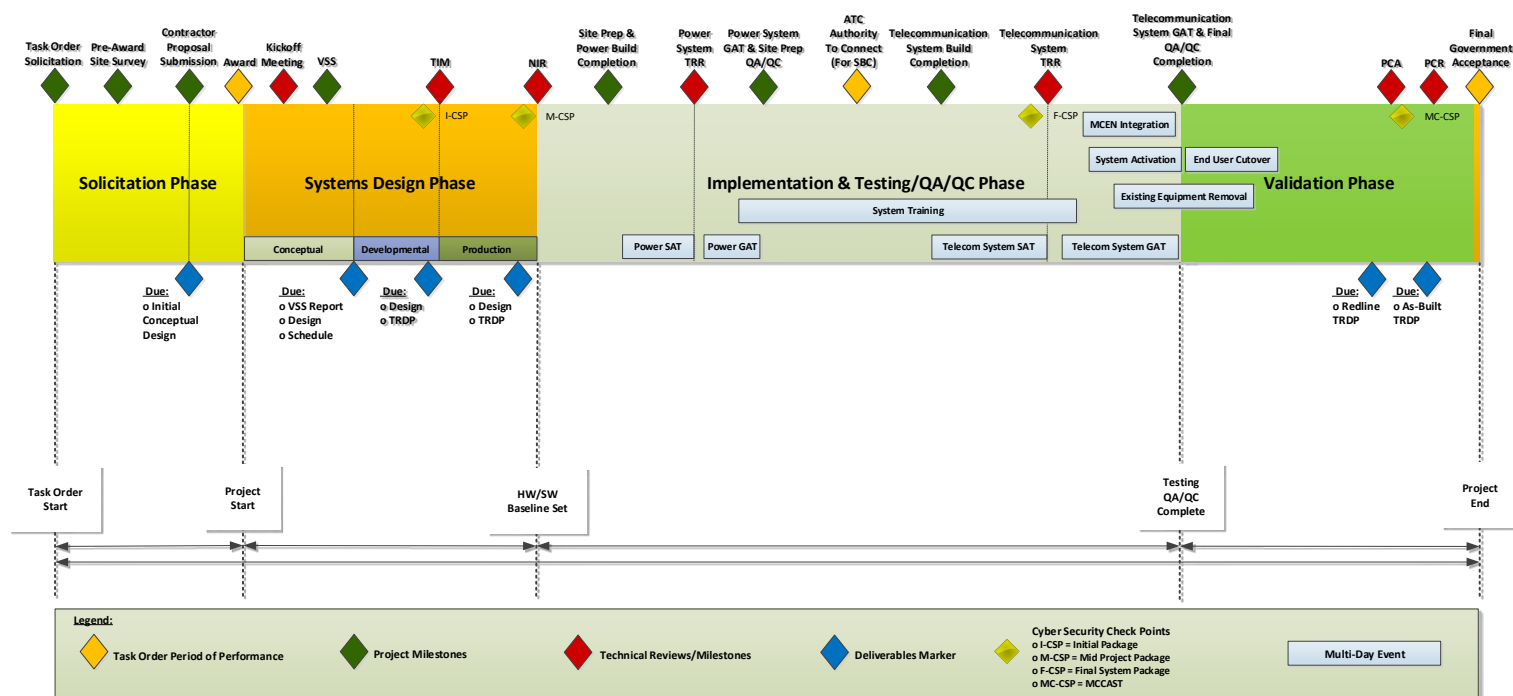 Task Order
Solicitation
Pre-Award
Site Survey
Contractor
Proposal
Submission
Award
Kickoff
Meeting
VSS
TIM
NIR
Site Prep &
Power Build
Completion
Power
System
TRR
Power System
GAT & Site Prep
QA/QC
ATC
Authority
To Connect
(For SBC)
Telecommunication
System Build
Completion
Telecommunication
System
TRR
Telecommunication
System GAT & Final
QA/QC
Completion
PCA
PCR
Final
Government
Acceptance
I-CSP
M-CSP
F-CSP
MC-CSP
Solicitation Phase
Systems Design Phase
Implementation & Testing/QA/QC Phase
Validation Phase
MCEN Integration
System Activation
End User Cutover
Existing Equipment Removal
System Training
Conceptual
Developmental
Production
Power SAT
Power GAT
Telecom System SAT
Telecom System GAT
Due:
o Initial
Conceptual
Design
Due:
o VSS Report
o Design
o Schedule
Due:
o Design
o TRDP
Due:
o Design
o TRDP
Due:
o Redline
TRDP
Due:
o As-Built
TRDP
Task Order
Start
Project
Start
HW/SW
Baseline Set
Testing
QA/QC
Complete
Project
End
Legend:
Task Order Period of Performance
Project Milestones
Technical Reviews/Milestones
Deliverables Marker
Cyber Security Check Points
o I-CSP = Initial Package
o M-CSP = Mid Project Package
o F-CSP = Final System Package
o MC-CSP = MCCAST
Multi-Day Event